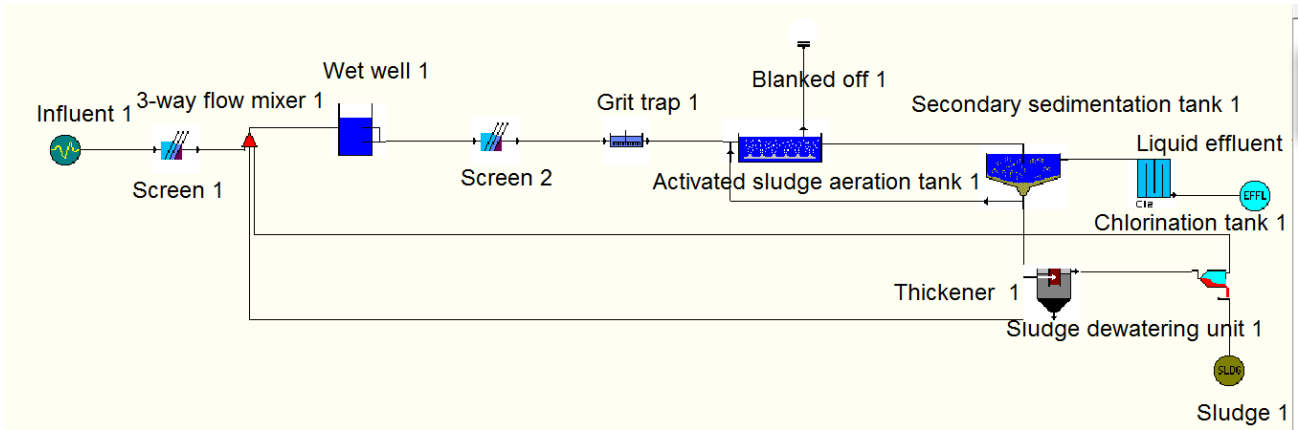 Influent 1
Screen 1
3-way flow mixer 1
Wet well 1
Screen 2
Grit trap 1
Blanked off 1
Activated sludge aeration tank 1
Secondary sedimentation tank 1
Liquid effluent
Cl2
EFFL
Chlorination tank 1
Thickener 1
Sludge dewatering unit 1
SLDG
Sludge 1